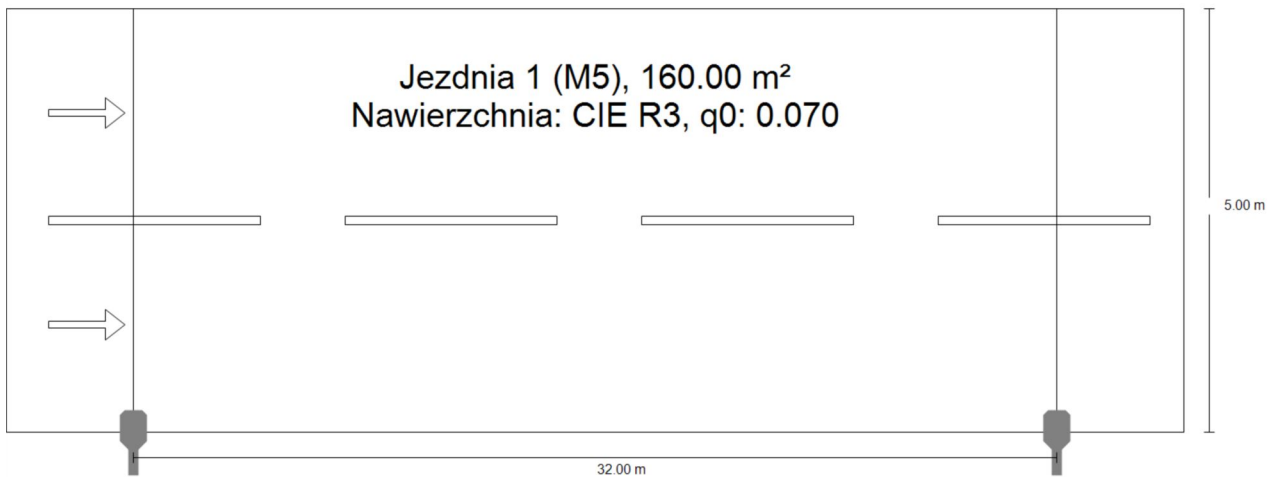 Jezdnia 1 (M5), 160.00 m²
Nawierzchnia: CIE R3, q0: 0.070
5.00 m
32.00 m